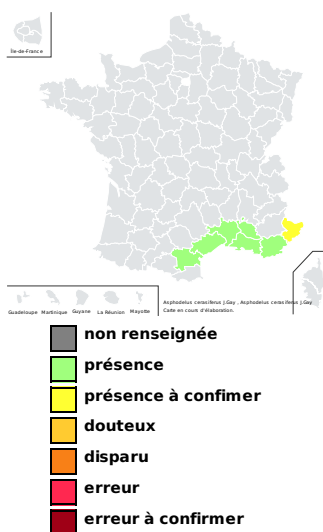 Île-de-France
Guadeloupe Martinique Guyane La Réunion Mayotte
Asphodelus cerasiferus J.Gay , Asphodelus cerasiferus J.Gay
Carte en cours d'élaboration.
non renseignée
présence
présence à confimer
douteux
disparu
erreur
erreur à confirmer